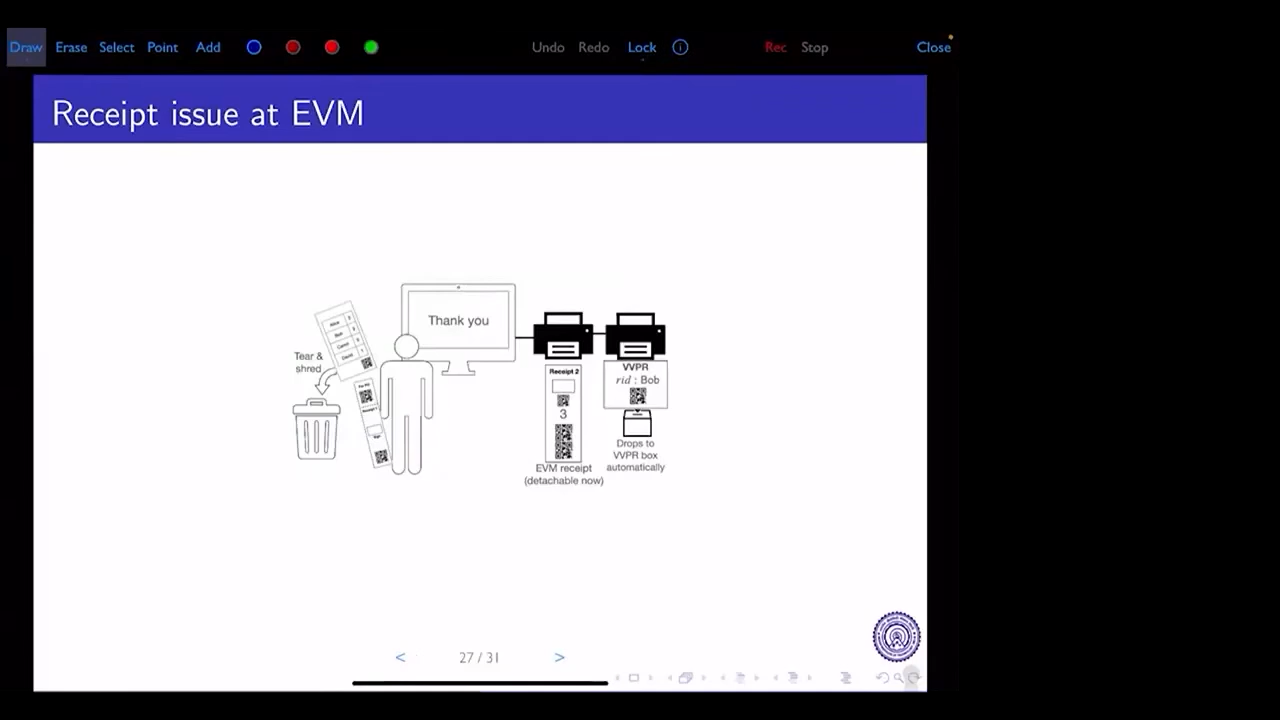 Draw Erase Select Point Add Undo Redo Lock Rec Stop Close
Receipt issue at EVM
Thank you
Tear &
shred
Receipt 2
3
EVM receipt
(detachable now)
VVPR
rid : Bob
Drops to
VVPR box
automatically
27 / 31